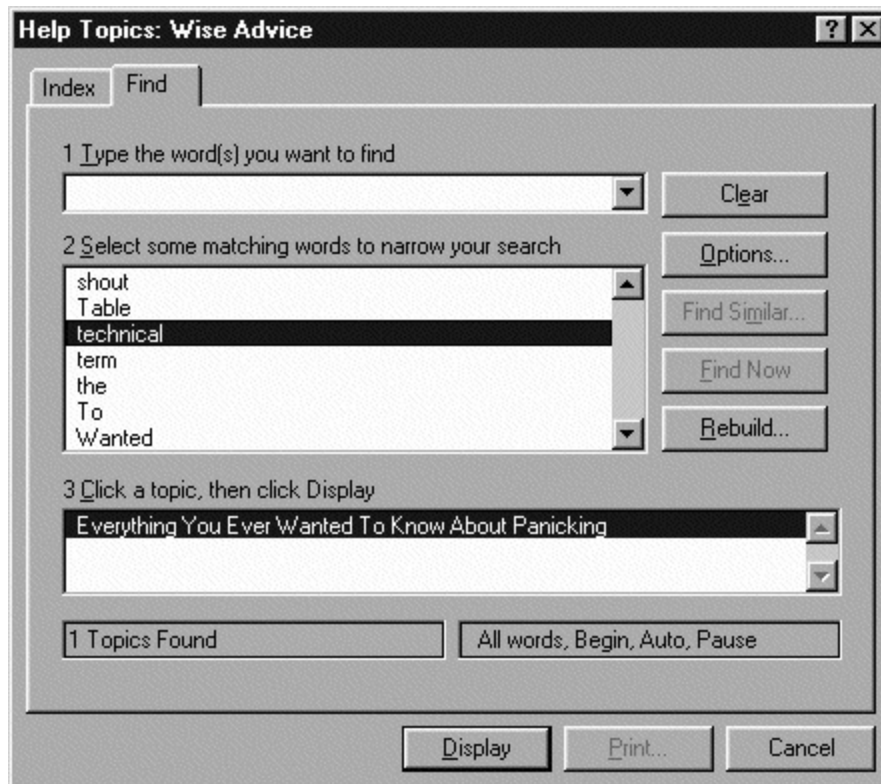 Help Topics: Wise Advice
Index Find
1 Type the word(s) you want to find
Clear
2 Select some matching words to narrow your search
Options...
shout
Table
technical
term
the
To
Wanted
Find Similar...
Find Now
Rebuild...
3 Click a topic, then click Display
Everything You Ever Wanted To Know About Panicking
1 Topics Found
All words, Begin, Auto, Pause
Display Print... Cancel